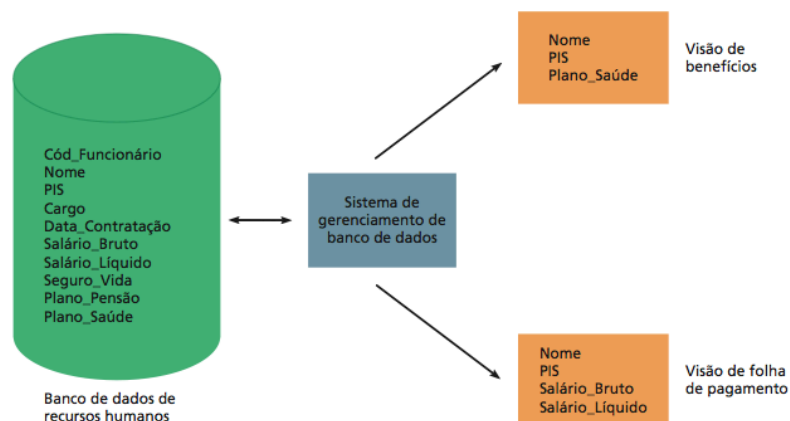 Cód_Funcionário
Nome
PIS
Cargo
Data_Contratação
Salário_Bruto
Salário_Líquido
Seguro_Vida
Plano_Pensão
Plano_Saúde
Banco de dados de
recursos humanos
Sistema de
gerenciamento de
banco de dados
Nome
PIS
Plano_Saúde
Visão de
benefícios
Nome
PIS
Salário_Bruto
Salário_Líquido
Visão de folha
de pagamento